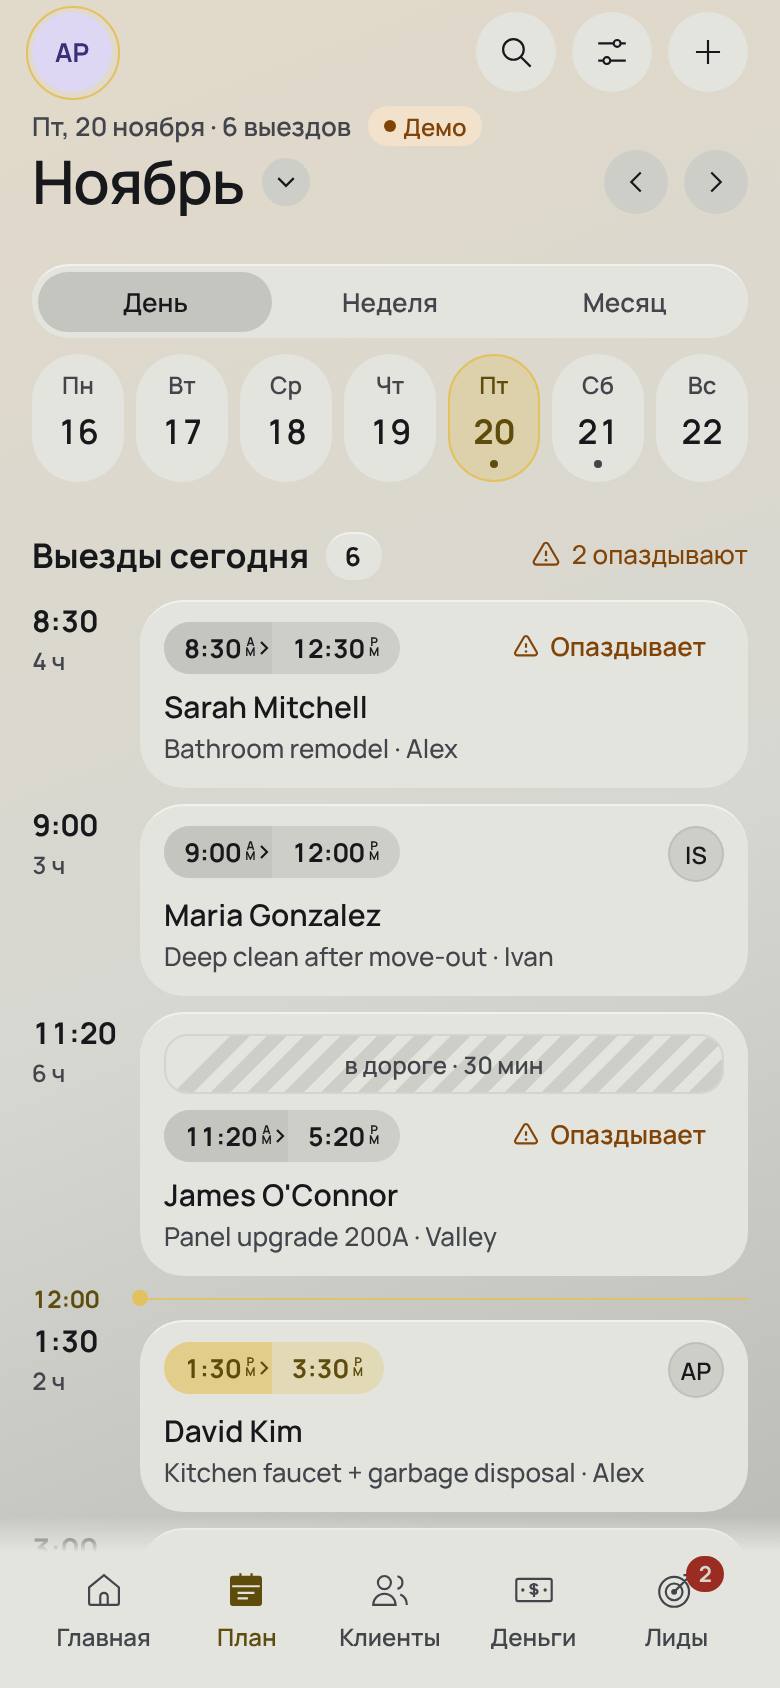 AP
Пт, 20 ноября · 6 выездов Демо
Ноябрь
День Неделя Месяц
Пн Вт Ср Чт Пт Сб Вс
16 17 18 19 20 21 22
Выезды сегодня 6 2 опаздывают
8:30
4 ч
8:30 AM > 12:30 PM Опаздывает
Sarah Mitchell
Bathroom remodel · Alex
9:00
3 ч
9:00 AM > 12:00 PM IS
Maria Gonzalez
Deep clean after move-out · Ivan
11:20
6 ч
в дороге · 30 мин
11:20 AM > 5:20 PM Опаздывает
James O'Connor
Panel upgrade 200A · Valley
12:00
1:30
2 ч
1:30 PM > 3:30 PM AP
David Kim
Kitchen faucet + garbage disposal · Alex
3:00
2
Главная План Клиенты Деньги Лиды